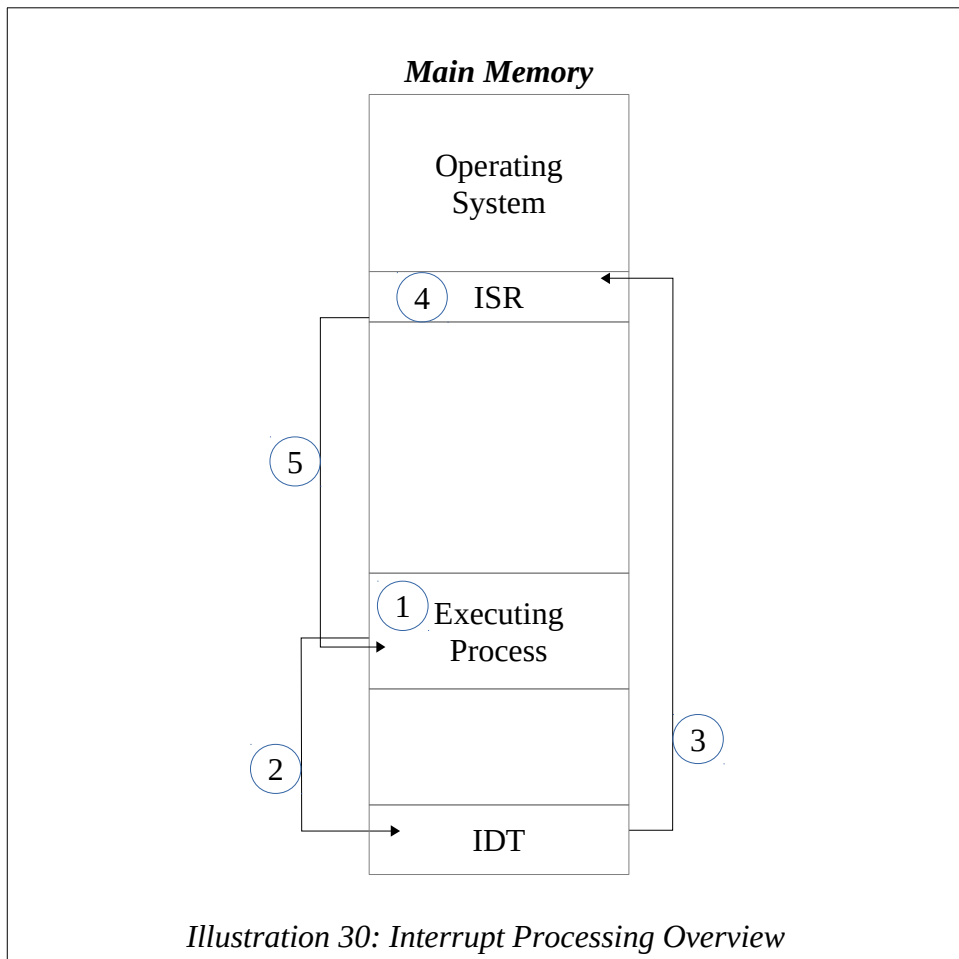 Main Memory
Operating
System
4
ISR
5
1
Executing
Process
3
2
IDT
Illustration 30: Interrupt Processing Overview